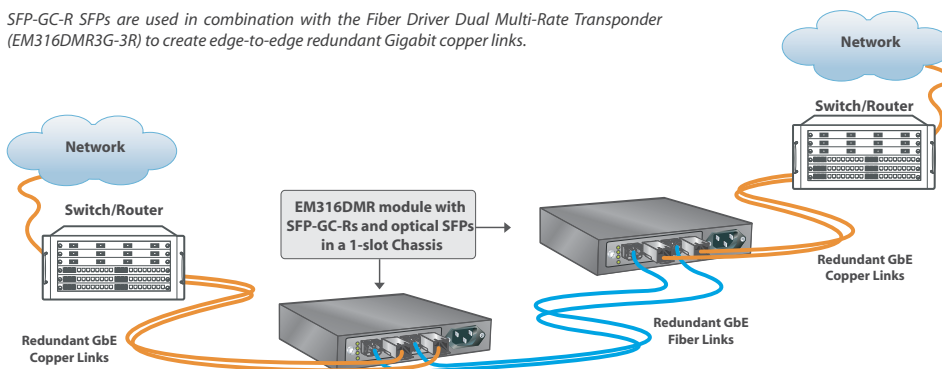 SFP-GC-R SFPs are used in combination with the Fiber Driver Dual Multi-Rate Transponder
(EM316DMR3G-3R) to create edge-to-edge redundant Gigabit copper links.
Network
Switch/Router
Network
Switch/Router
EM316DMR module with
SFP-GC-Rs and optical SFPs
in a 1-slot Chassis
Redundant GbE
Copper Links
Redundant GbE
Fiber Links
Redundant GbE
Copper Links